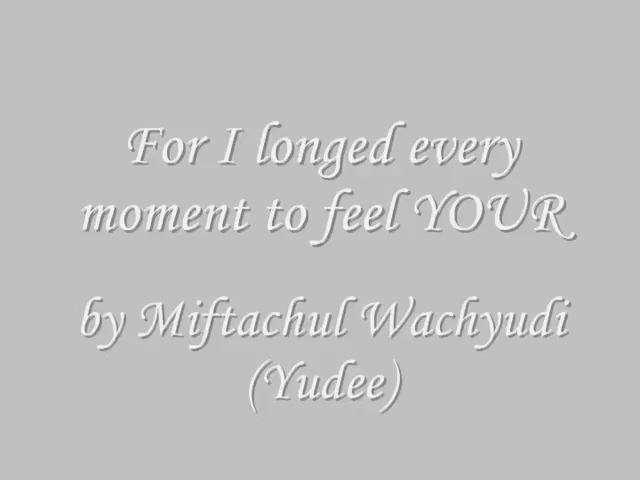 For I longed every
moment to feel YOUR
by Miftachul Wachyudi
(Yudee)